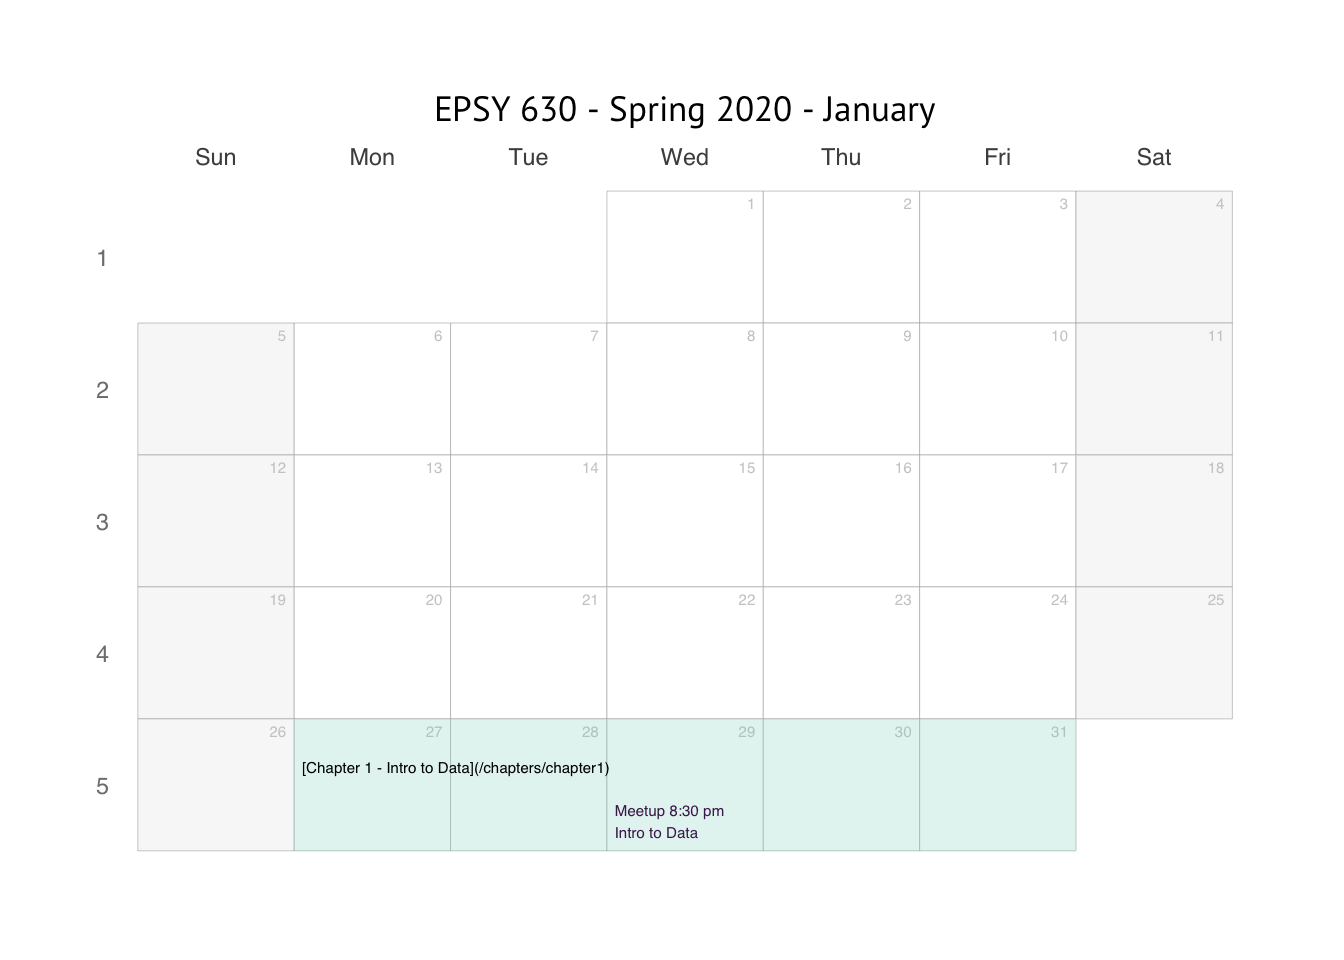 EPSY 630 - Spring 2020 - January
Sun Mon Tue Wed Thu Fri Sat
1 1 2 3 4
2 5 6 7 8 9 10 11
3 12 13 14 15 16 17 18
4 19 20 21 22 23 24 25
5 26 27 28 29 30 31
[Chapter 1 - Intro to Data](/chapters/chapter1)
Meetup 8:30 pm
Intro to Data